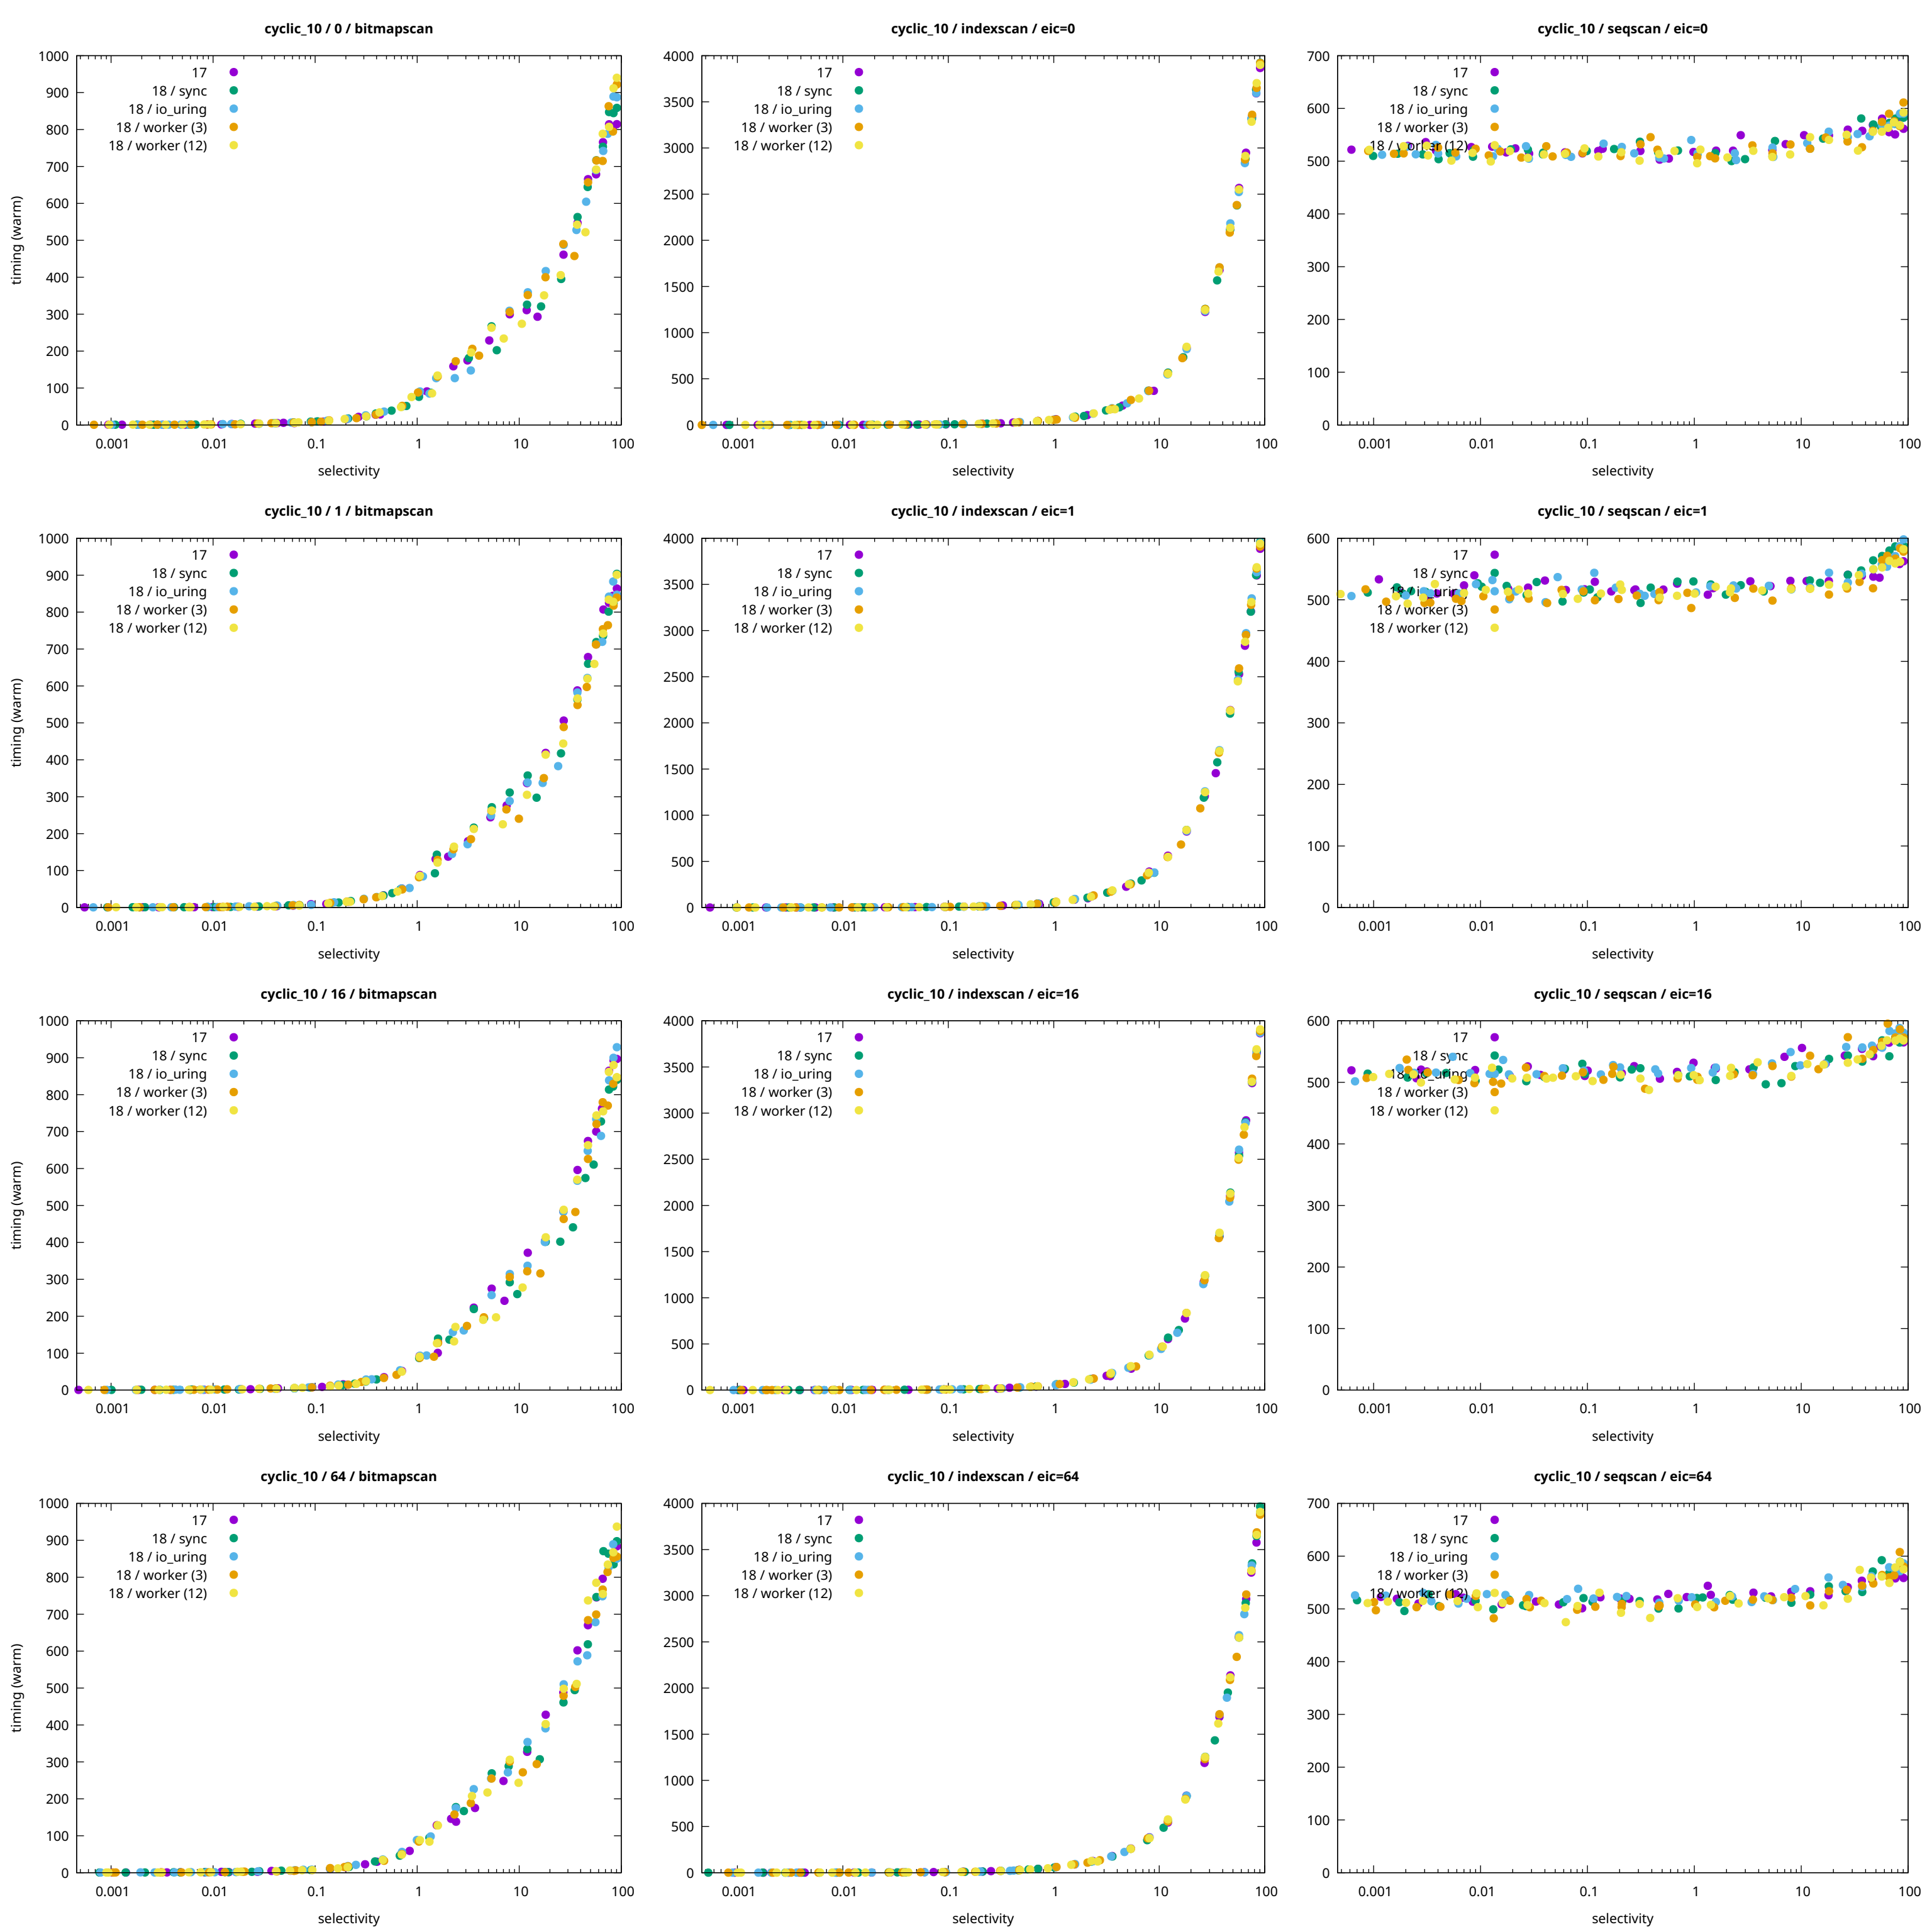 cyclic_10 / 0 / bitmapscan
timing (warm)
1000
900
800
700
600
500
400
300
200
100
0
17
18 / sync
18 / io_uring
18 / worker (3)
18 / worker (12)
0.001 0.01 0.1 1 10 100
selectivity
cyclic_10 / indexscan / eic=0
4000
3500
3000
2500
2000
1500
1000
500
0
17
18 / sync
18 / io_uring
18 / worker (3)
18 / worker (12)
0.001 0.01 0.1 1 10 100
selectivity
cyclic_10 / seqscan / eic=0
700
600
500
400
300
200
100
0
17
18 / sync
18 / io_uring
18 / worker (3)
18 / worker (12)
0.001 0.01 0.1 1 10 100
selectivity
cyclic_10 / 1 / bitmapscan
timing (warm)
1000
900
800
700
600
500
400
300
200
100
0
17
18 / sync
18 / io_uring
18 / worker (3)
18 / worker (12)
0.001 0.01 0.1 1 10 100
selectivity
cyclic_10 / indexscan / eic=1
4000
3500
3000
2500
2000
1500
1000
500
0
17
18 / sync
18 / io_uring
18 / worker (3)
18 / worker (12)
0.001 0.01 0.1 1 10 100
selectivity
cyclic_10 / seqscan / eic=1
600
500
400
300
200
100
0
17
18 / sync
18 / io_uring
18 / worker (3)
18 / worker (12)
0.001 0.01 0.1 1 10 100
selectivity
cyclic_10 / 16 / bitmapscan
timing (warm)
1000
900
800
700
600
500
400
300
200
100
0
17
18 / sync
18 / io_uring
18 / worker (3)
18 / worker (12)
0.001 0.01 0.1 1 10 100
selectivity
cyclic_10 / indexscan / eic=16
4000
3500
3000
2500
2000
1500
1000
500
0
17
18 / sync
18 / io_uring
18 / worker (3)
18 / worker (12)
0.001 0.01 0.1 1 10 100
selectivity
cyclic_10 / seqscan / eic=16
600
500
400
300
200
100
0
17
18 / sync
18 / io_uring
18 / worker (3)
18 / worker (12)
0.001 0.01 0.1 1 10 100
selectivity
cyclic_10 / 64 / bitmapscan
timing (warm)
1000
900
800
700
600
500
400
300
200
100
0
17
18 / sync
18 / io_uring
18 / worker (3)
18 / worker (12)
0.001 0.01 0.1 1 10 100
selectivity
cyclic_10 / indexscan / eic=64
4000
3500
3000
2500
2000
1500
1000
500
0
17
18 / sync
18 / io_uring
18 / worker (3)
18 / worker (12)
0.001 0.01 0.1 1 10 100
selectivity
cyclic_10 / seqscan / eic=64
700
600
500
400
300
200
100
0
17
18 / sync
18 / io_uring
18 / worker (3)
18 / worker (12)
0.001 0.01 0.1 1 10 100
selectivity